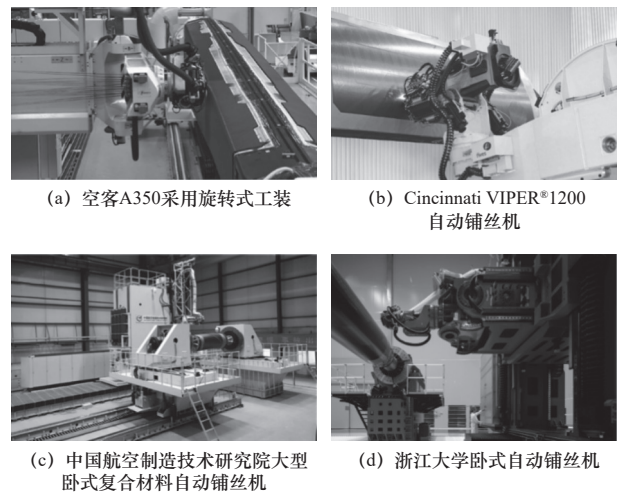 (a) 空客A350采用旋转式工装
(b) Cincinnati VIPER®1200
自动铺丝机
(c) 中国航空制造技术研究院大型
卧式复合材料自动铺丝机
(d) 浙江大学卧式自动铺丝机